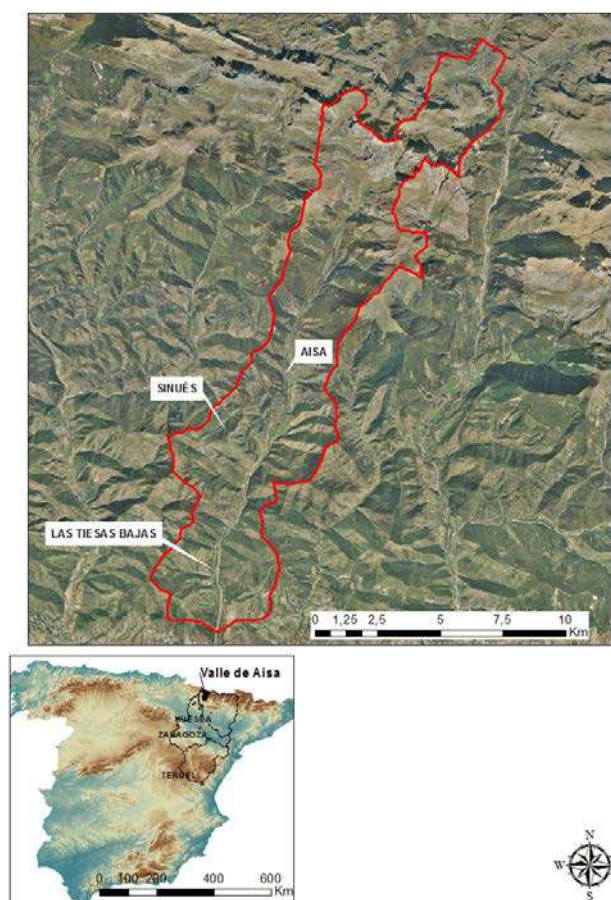 AISA
SINUÉS
LAS TIESAS BAJAS
0 1,25 2,5 5 7,5 10
Km
Valle de Aísa
HUESCA
ZARAGOZA
TERUEL
0 100 200 400 600
Km
N
W E
S